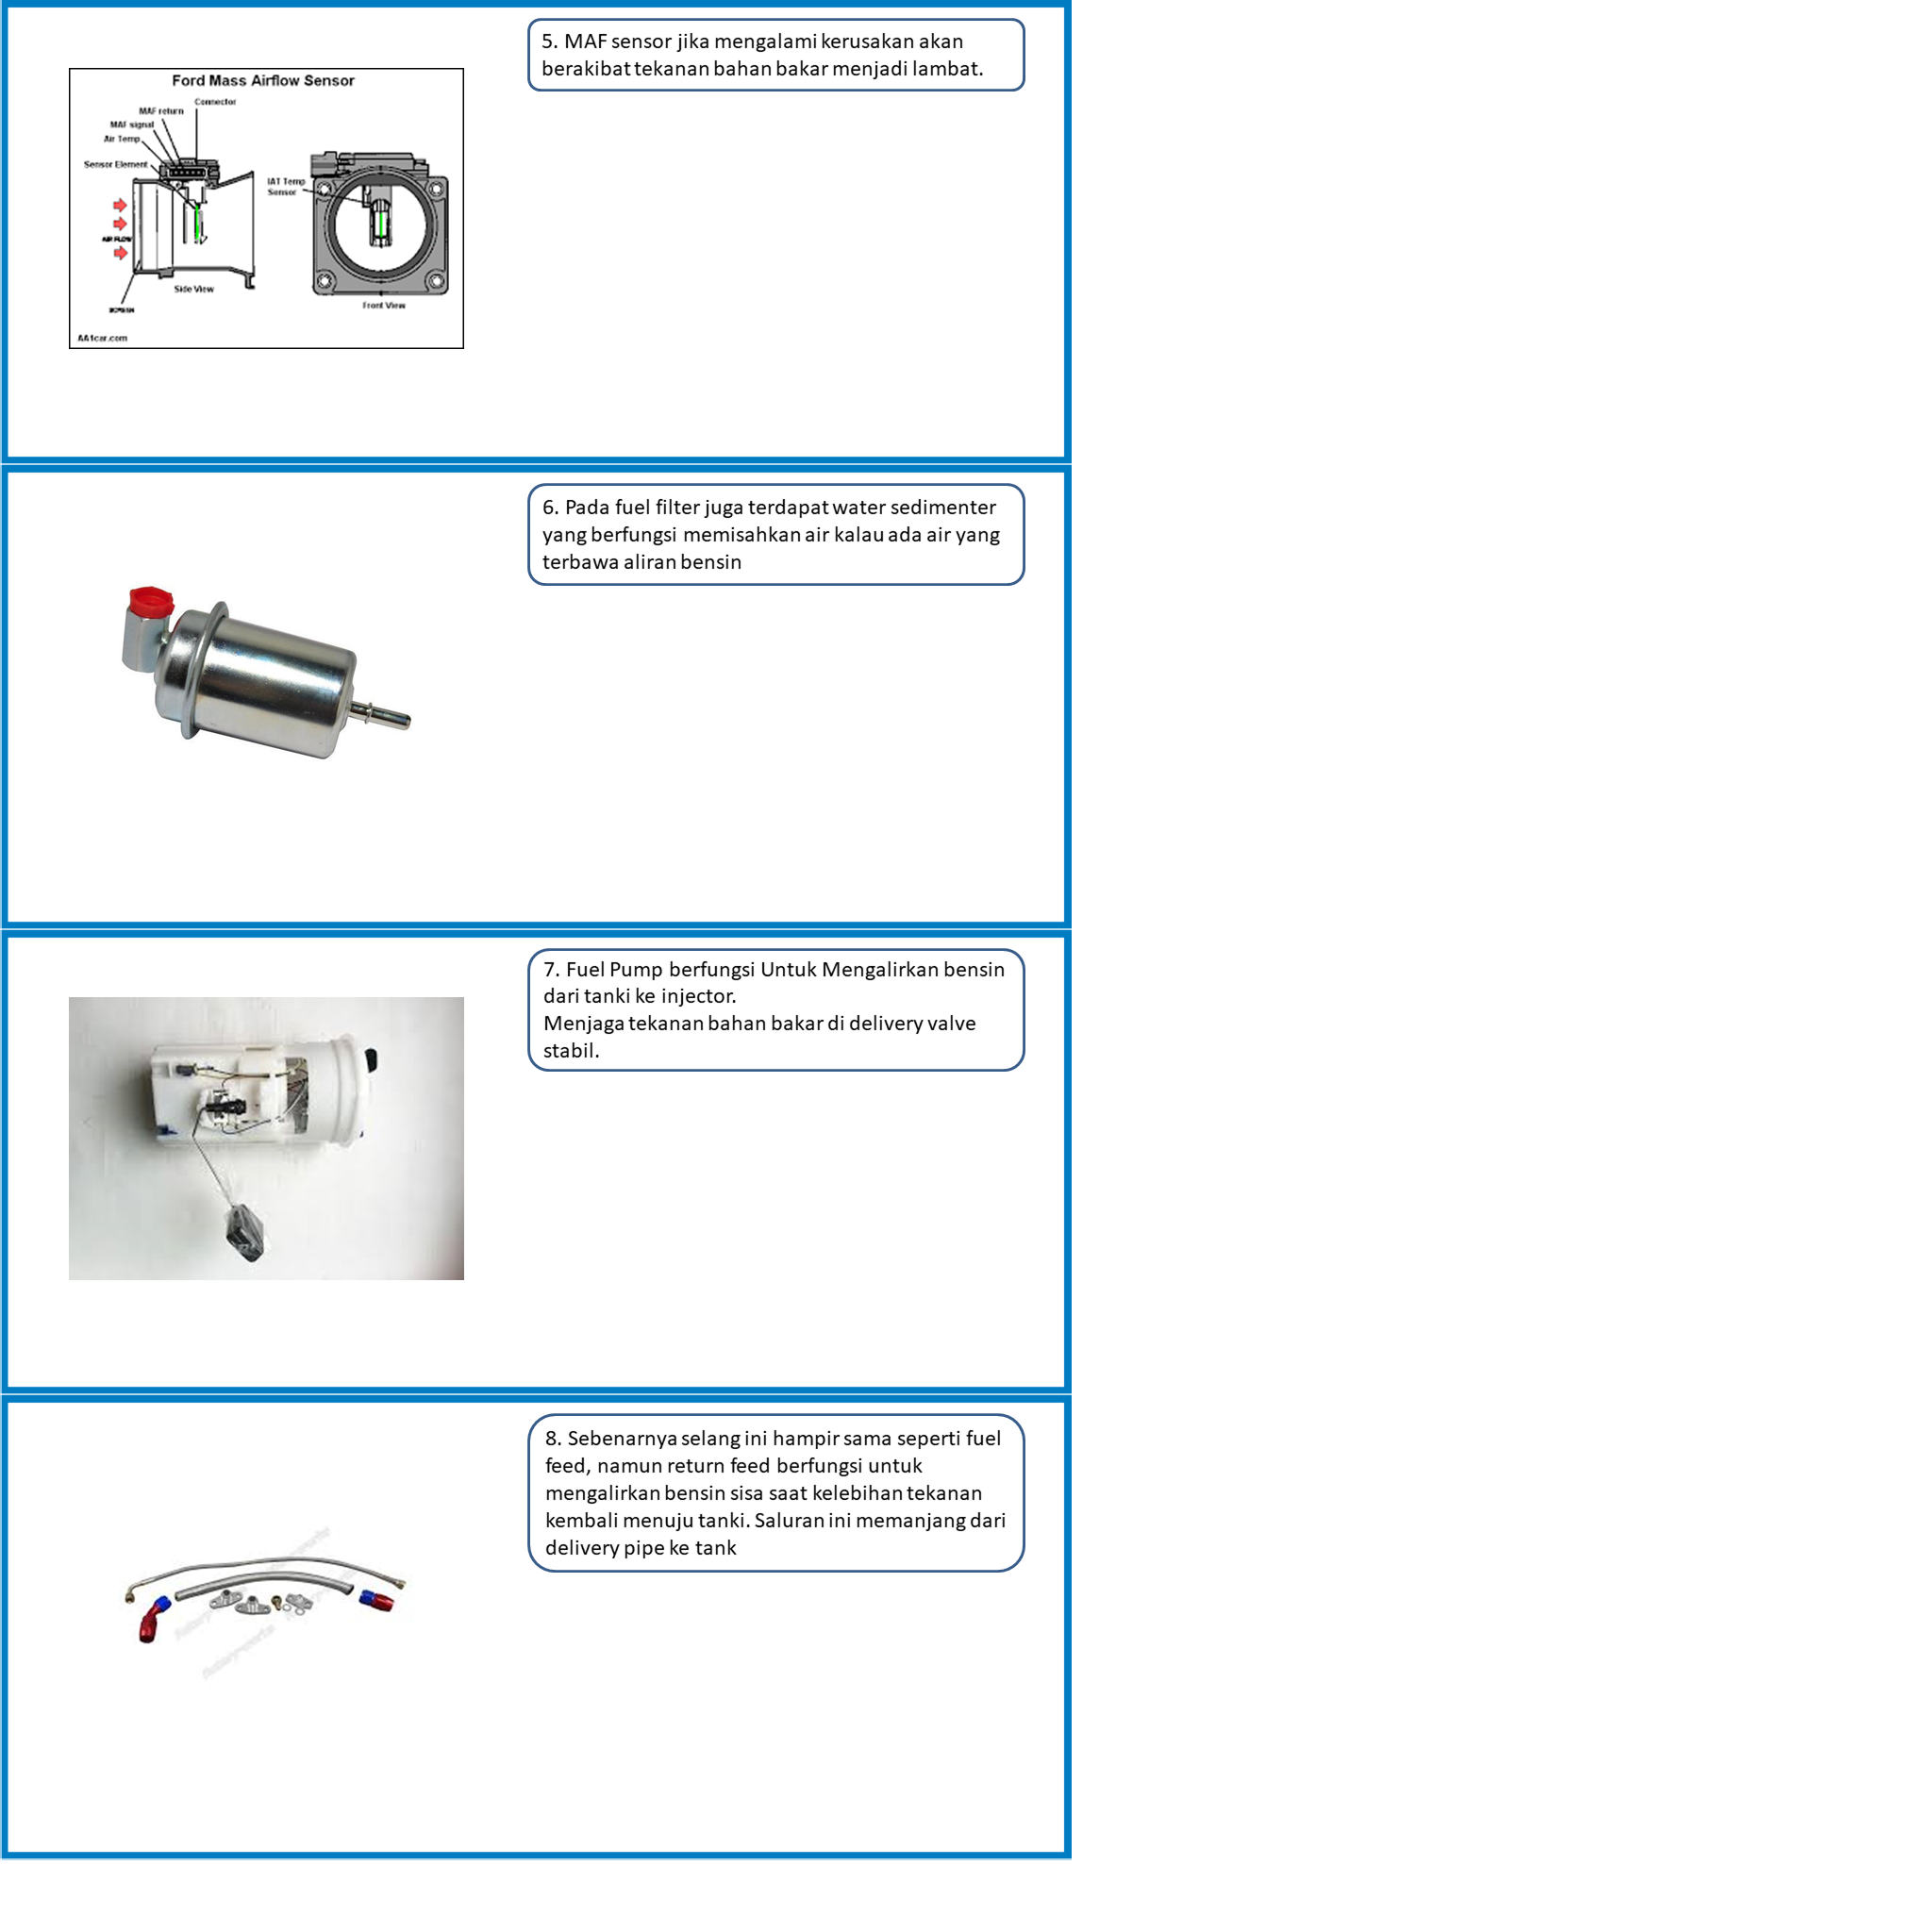 5. MAF sensor jika mengalami kerusakan akan
berakibat tekanan bahan bakar menjadi lambat.
Ford Mass Airflow Sensor
Connector
MAF return
MAF signal
Air Temp
Sensor Element
IAT Temp
Sensor
AIR FLOW
Side View
Front View
SCREEN
AA1car.com
6. Pada fuel filter juga terdapat water sedimenter
yang berfungsi memisahkan air kalau ada air yang
terbawa aliran bensin
7. Fuel Pump berfungsi Untuk Mengalirkan bensin
dari tanki ke injector.
Menjaga tekanan bahan bakar di delivery valve
stabil.
8. Sebenarnya selang ini hampir sama seperti fuel
feed, namun return feed berfungsi untuk
mengalirkan bensin sisa saat kelebihan tekanan
kembali menuju tanki. Saluran ini memanjang dari
delivery pipe ke tank